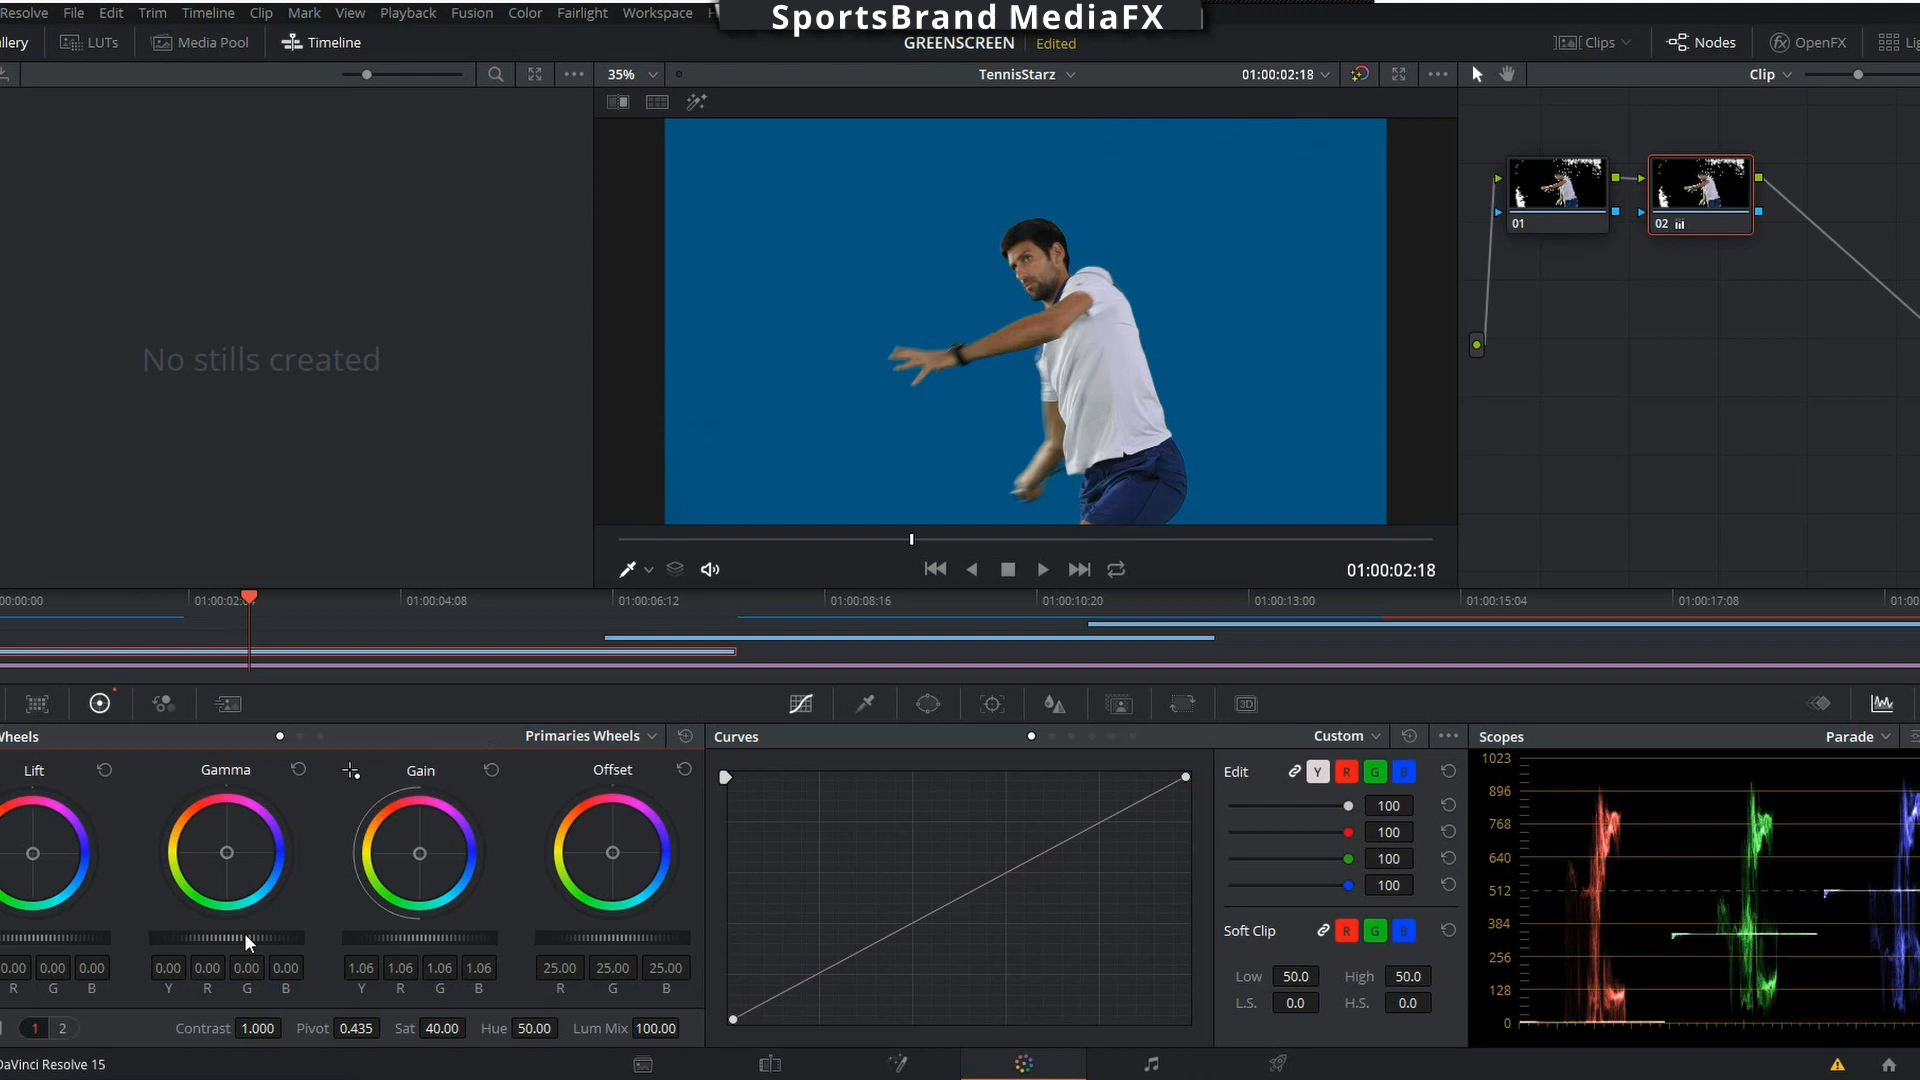 SportsBrand MediaFX
Resolve File Edit Trim Timeline Clip Mark View Playback Fusion Color Fairlight Workspace
llery LUTs Media Pool Timeline GREENSCREEN Edited Clips Nodes OpenFX Lig
35% TennisStarz 01:00:02:18 Clip
No stills created
01 02
01:00:02:18
00:00:00 01:00:02: 01:00:04:08 01:00:06:12 01:00:08:16 01:00:10:20 01:00:13:00 01:00:15:04 01:00:17:08 01:00
Wheels Primaries Wheels Curves Custom Scopes Parade
Lift Gamma Gain Offset
Edit Y R G B
100
100
100
100
Soft Clip R G B
Low 50.0 High 50.0
L.S. 0.0 H.S. 0.0
1023
896
768
640
512
384
256
128
0
0.00 0.00 0.00 0.00 0.00 0.00 0.00 1.06 1.06 1.06 1.06 25.00 25.00 25.00
R G B Y R G B Y R G B R G B
1 2 Contrast 1.000 Pivot 0.435 Sat 40.00 Hue 50.00 Lum Mix 100.00
DaVinci Resolve 15